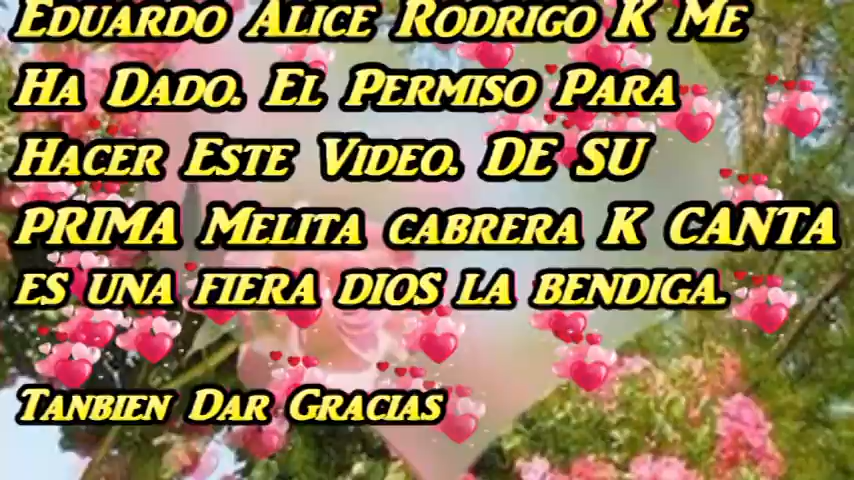 Eduardo Alice Rodrigo K Me
Ha Dado. El Permiso Para
Hacer Este Video. DE SU
PRIMA Melita cabrera K CANTA
es una fiera dios la bendiga.
Tanbien Dar Gracias